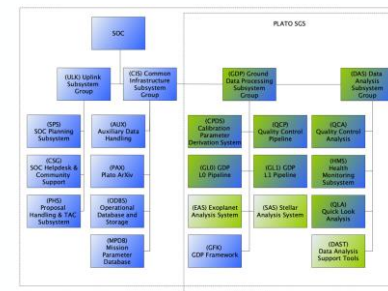 PLATO SGS
SOC
(ULK) Uplink
Subsystem
Group
(CIS) Common
Infrastructure
Subsystem
Group
(GDP) Ground
Data Processing
Subsystem
Group
(DAS) Data
Analysis
Subsystem
Group
(SPS)
SOC Planning
Subsystem
(AUX)
Auxiliary Data
Handling
(CPDS)
Calibration
Parameter
Derivation System
(QCP)
Quality Control
Pipeline
(QCA)
Quality Control
Analysis
(CSG)
SOC Helpdesk &
Community
Support
(PAX)
Plato ArXiv
(GL0) GDP
L0 Pipeline
(GL1) GDP
L1 Pipeline
(HMS)
Health
Monitoring
Subsystem
(PHS)
Proposal
Handling & TAC
Subsystem
(ODBS)
Operational
Database and
Storage
(EAS) Exoplanet
Analysis System
(SAS) Stellar
Analysis System
(QLA)
Quick Look
Analysis
(MPDB)
Mission
Parameter
Database
(GFK)
GDP Framework
(DAST)
Data Analysis
Support Tools